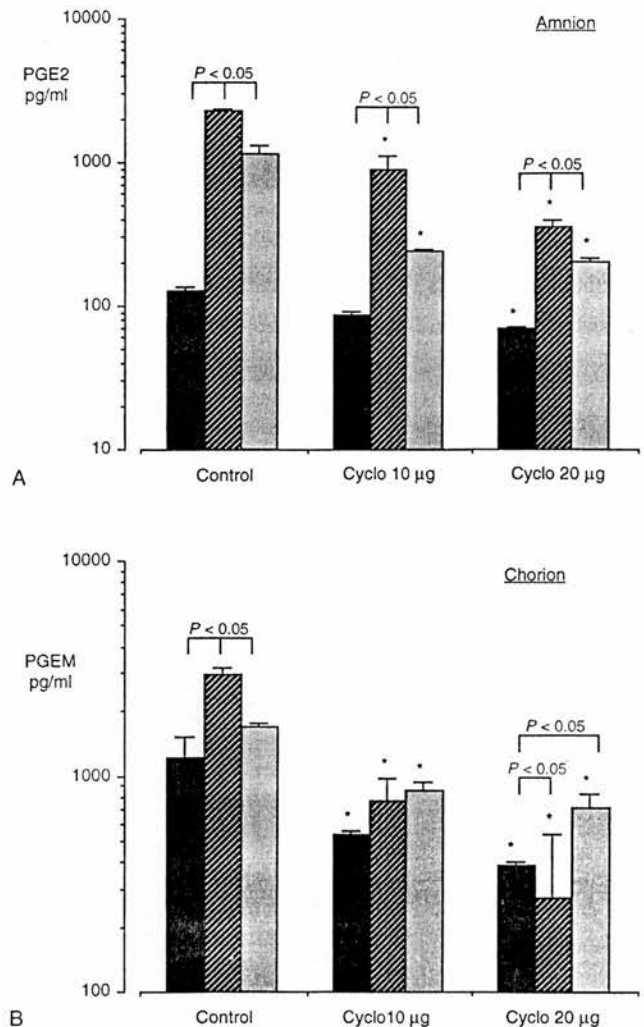 10000
Amnion
PGE2
pg/ml
P < 0.05
P < 0.05
1000
*
P < 0.05
*
*
*
100
*
10
A
Control
Cyclo 10 µg
Cyclo 20 µg
10000
Chorion
P < 0.05
PGEM
pg/ml
P < 0.05
1000
P < 0.05
*
*
*
*
*
*
100
B
Control
Cyclo10 µg
Cyclo 20 µg